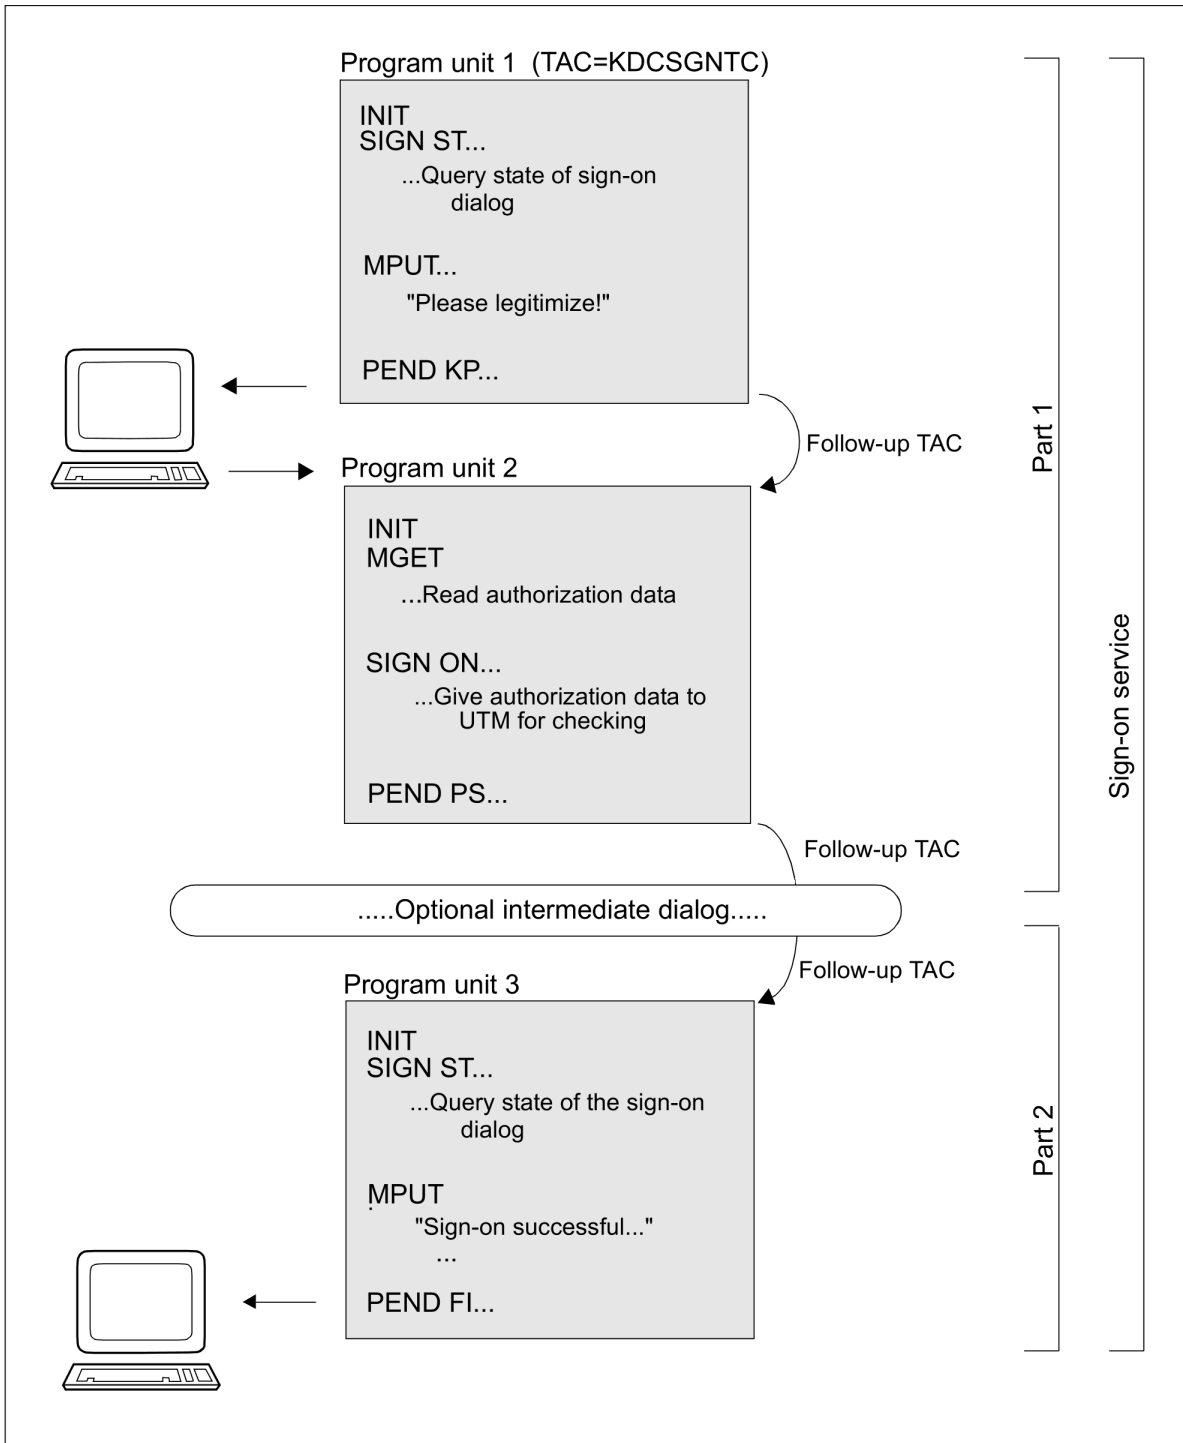 Program unit 1  (TAC=KDCSGNTC)
INIT
SIGN ST...
...Query state of sign-on
dialog
MPUT...
"Please legitimize!"
PEND KP...
Follow-up TAC
Part 1
Program unit 2
INIT
MGET
...Read authorization data
SIGN ON...
...Give authorization data to
UTM for checking
PEND PS...
Sign-on service
Follow-up TAC
.....Optional intermediate dialog.....
Follow-up TAC
Program unit 3
INIT
SIGN ST...
...Query state of the sign-on
dialog
Part 2
MPUT
.
"Sign-on successful..."
...
PEND FI...